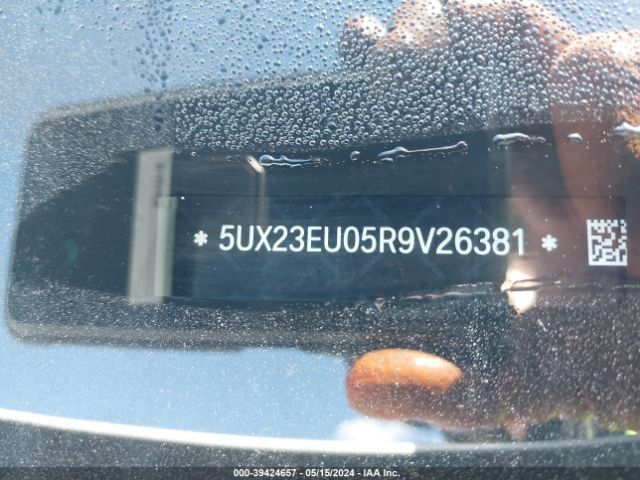 * 5UX23EU05R9V26381 *
000-39424657 - 05/15/2024 - IAA Inc.